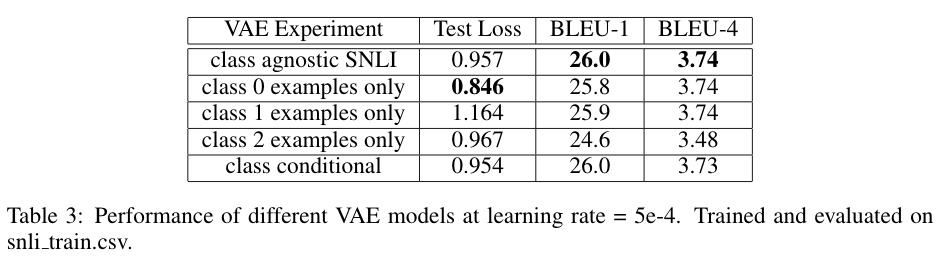 VAE Experiment Test Loss BLEU-1 BLEU-4
class agnostic SNLI 0.957 26.0 3.74
class 0 examples only 0.846 25.8 3.74
class 1 examples only 1.164 25.9 3.74
class 2 examples only 0.967 24.6 3.48
class conditional 0.954 26.0 3.73
Table 3: Performance of different VAE models at learning rate = 5e-4. Trained and evaluated on
snli_train.csv.